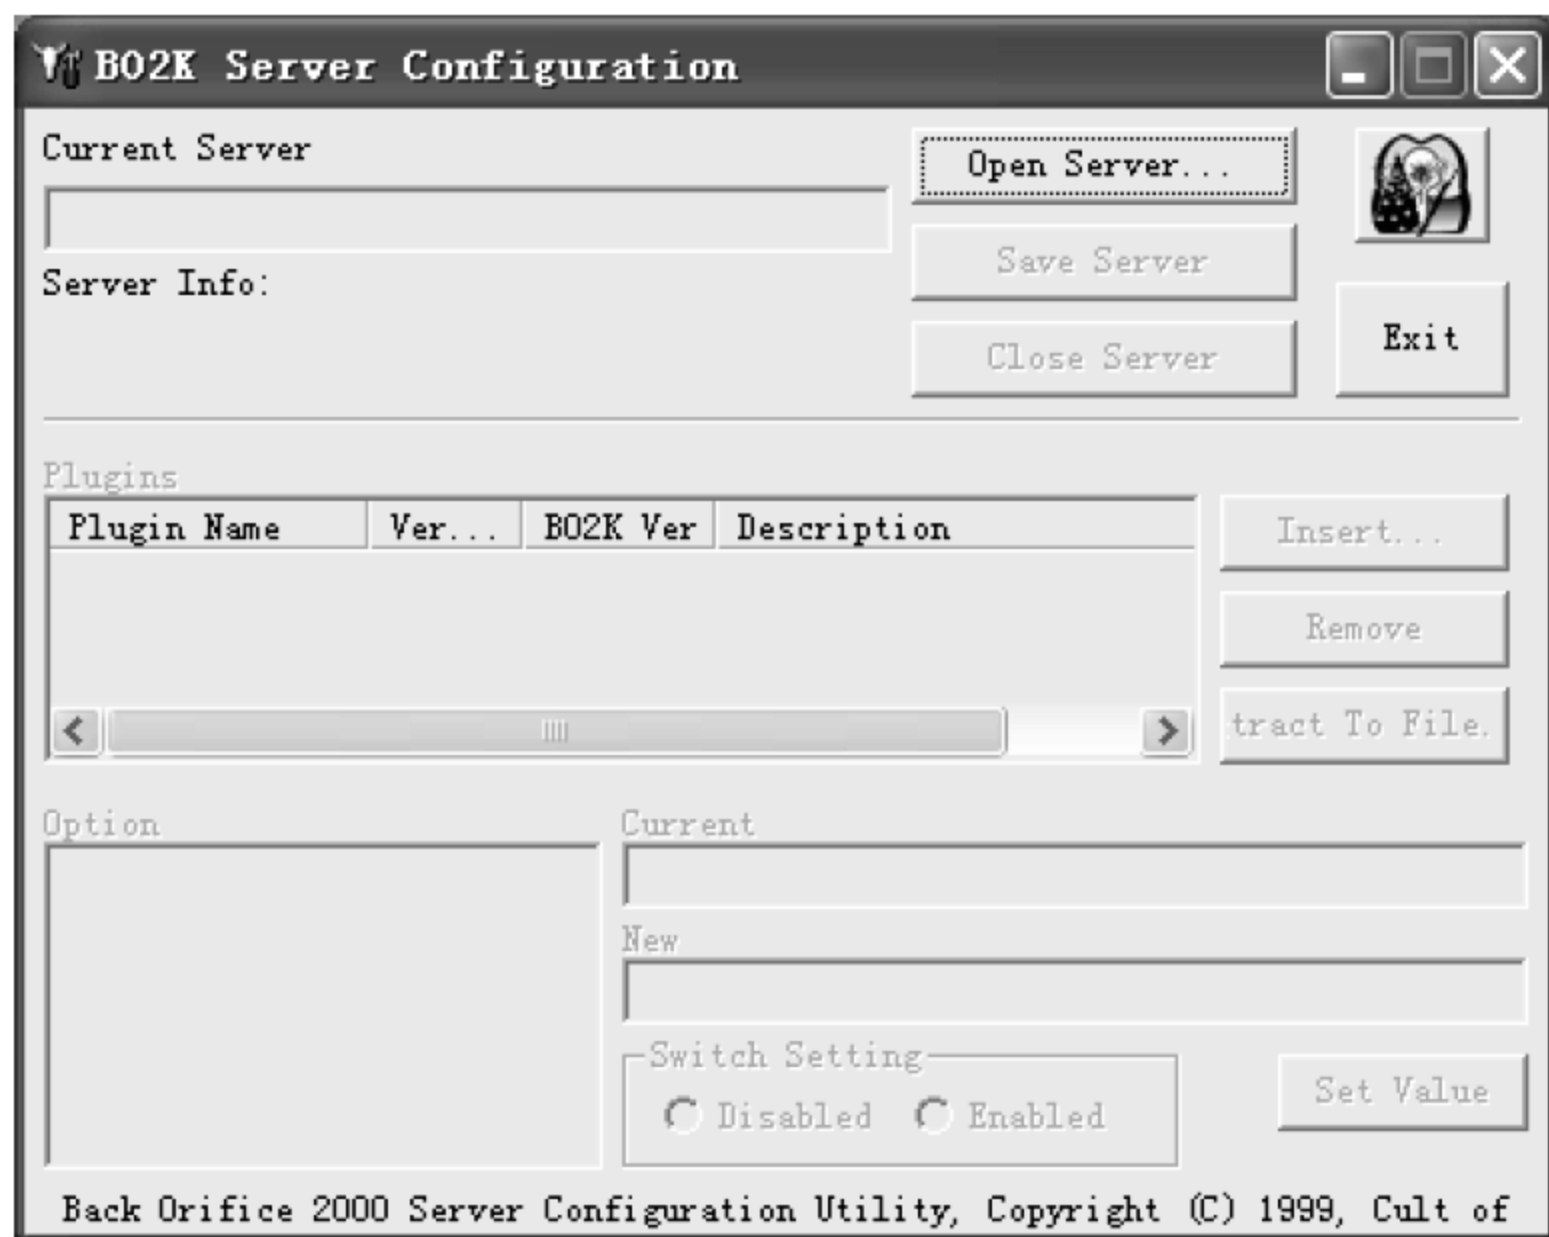 BO2K Server Configuration
Current Server
Open Server...
Save Server
Server Info:
Close Server
Exit
Plugins
Plugin Name Ver... BO2K Ver Description
Insert...
Remove
tract To File.
Option
Current
New
Switch Setting
Disabled Enabled
Set Value
Back Orifice 2000 Server Configuration Utility, Copyright (C) 1999, Cult of